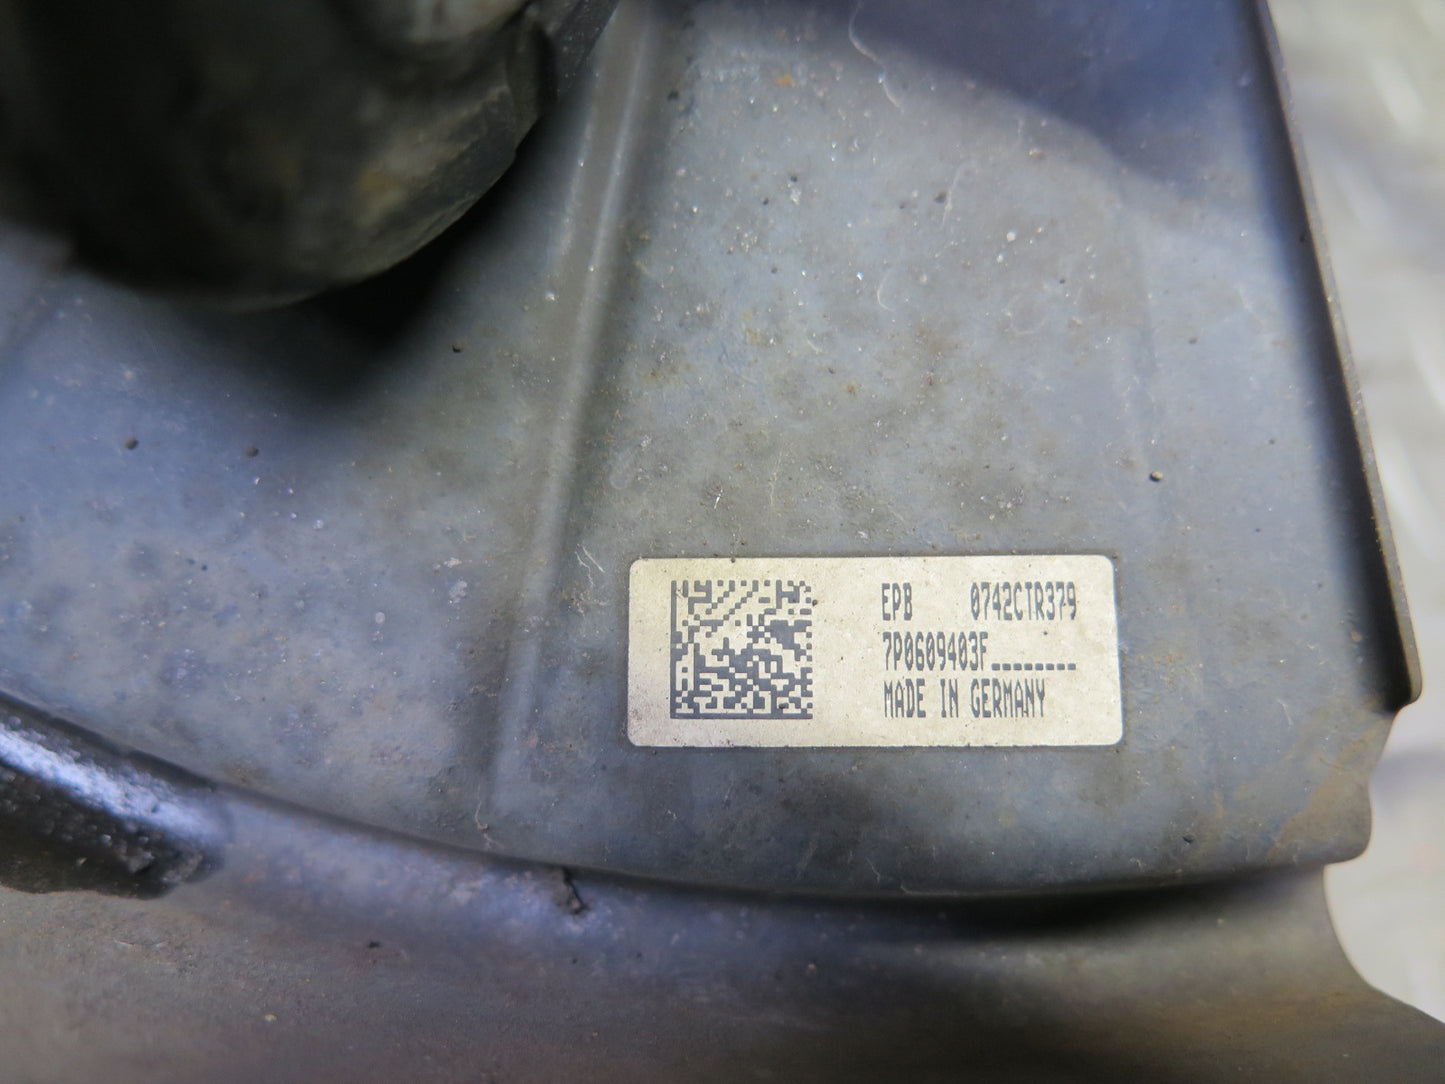 EPB 0742CTR379
7P0609403F________
MADE IN GERMANY